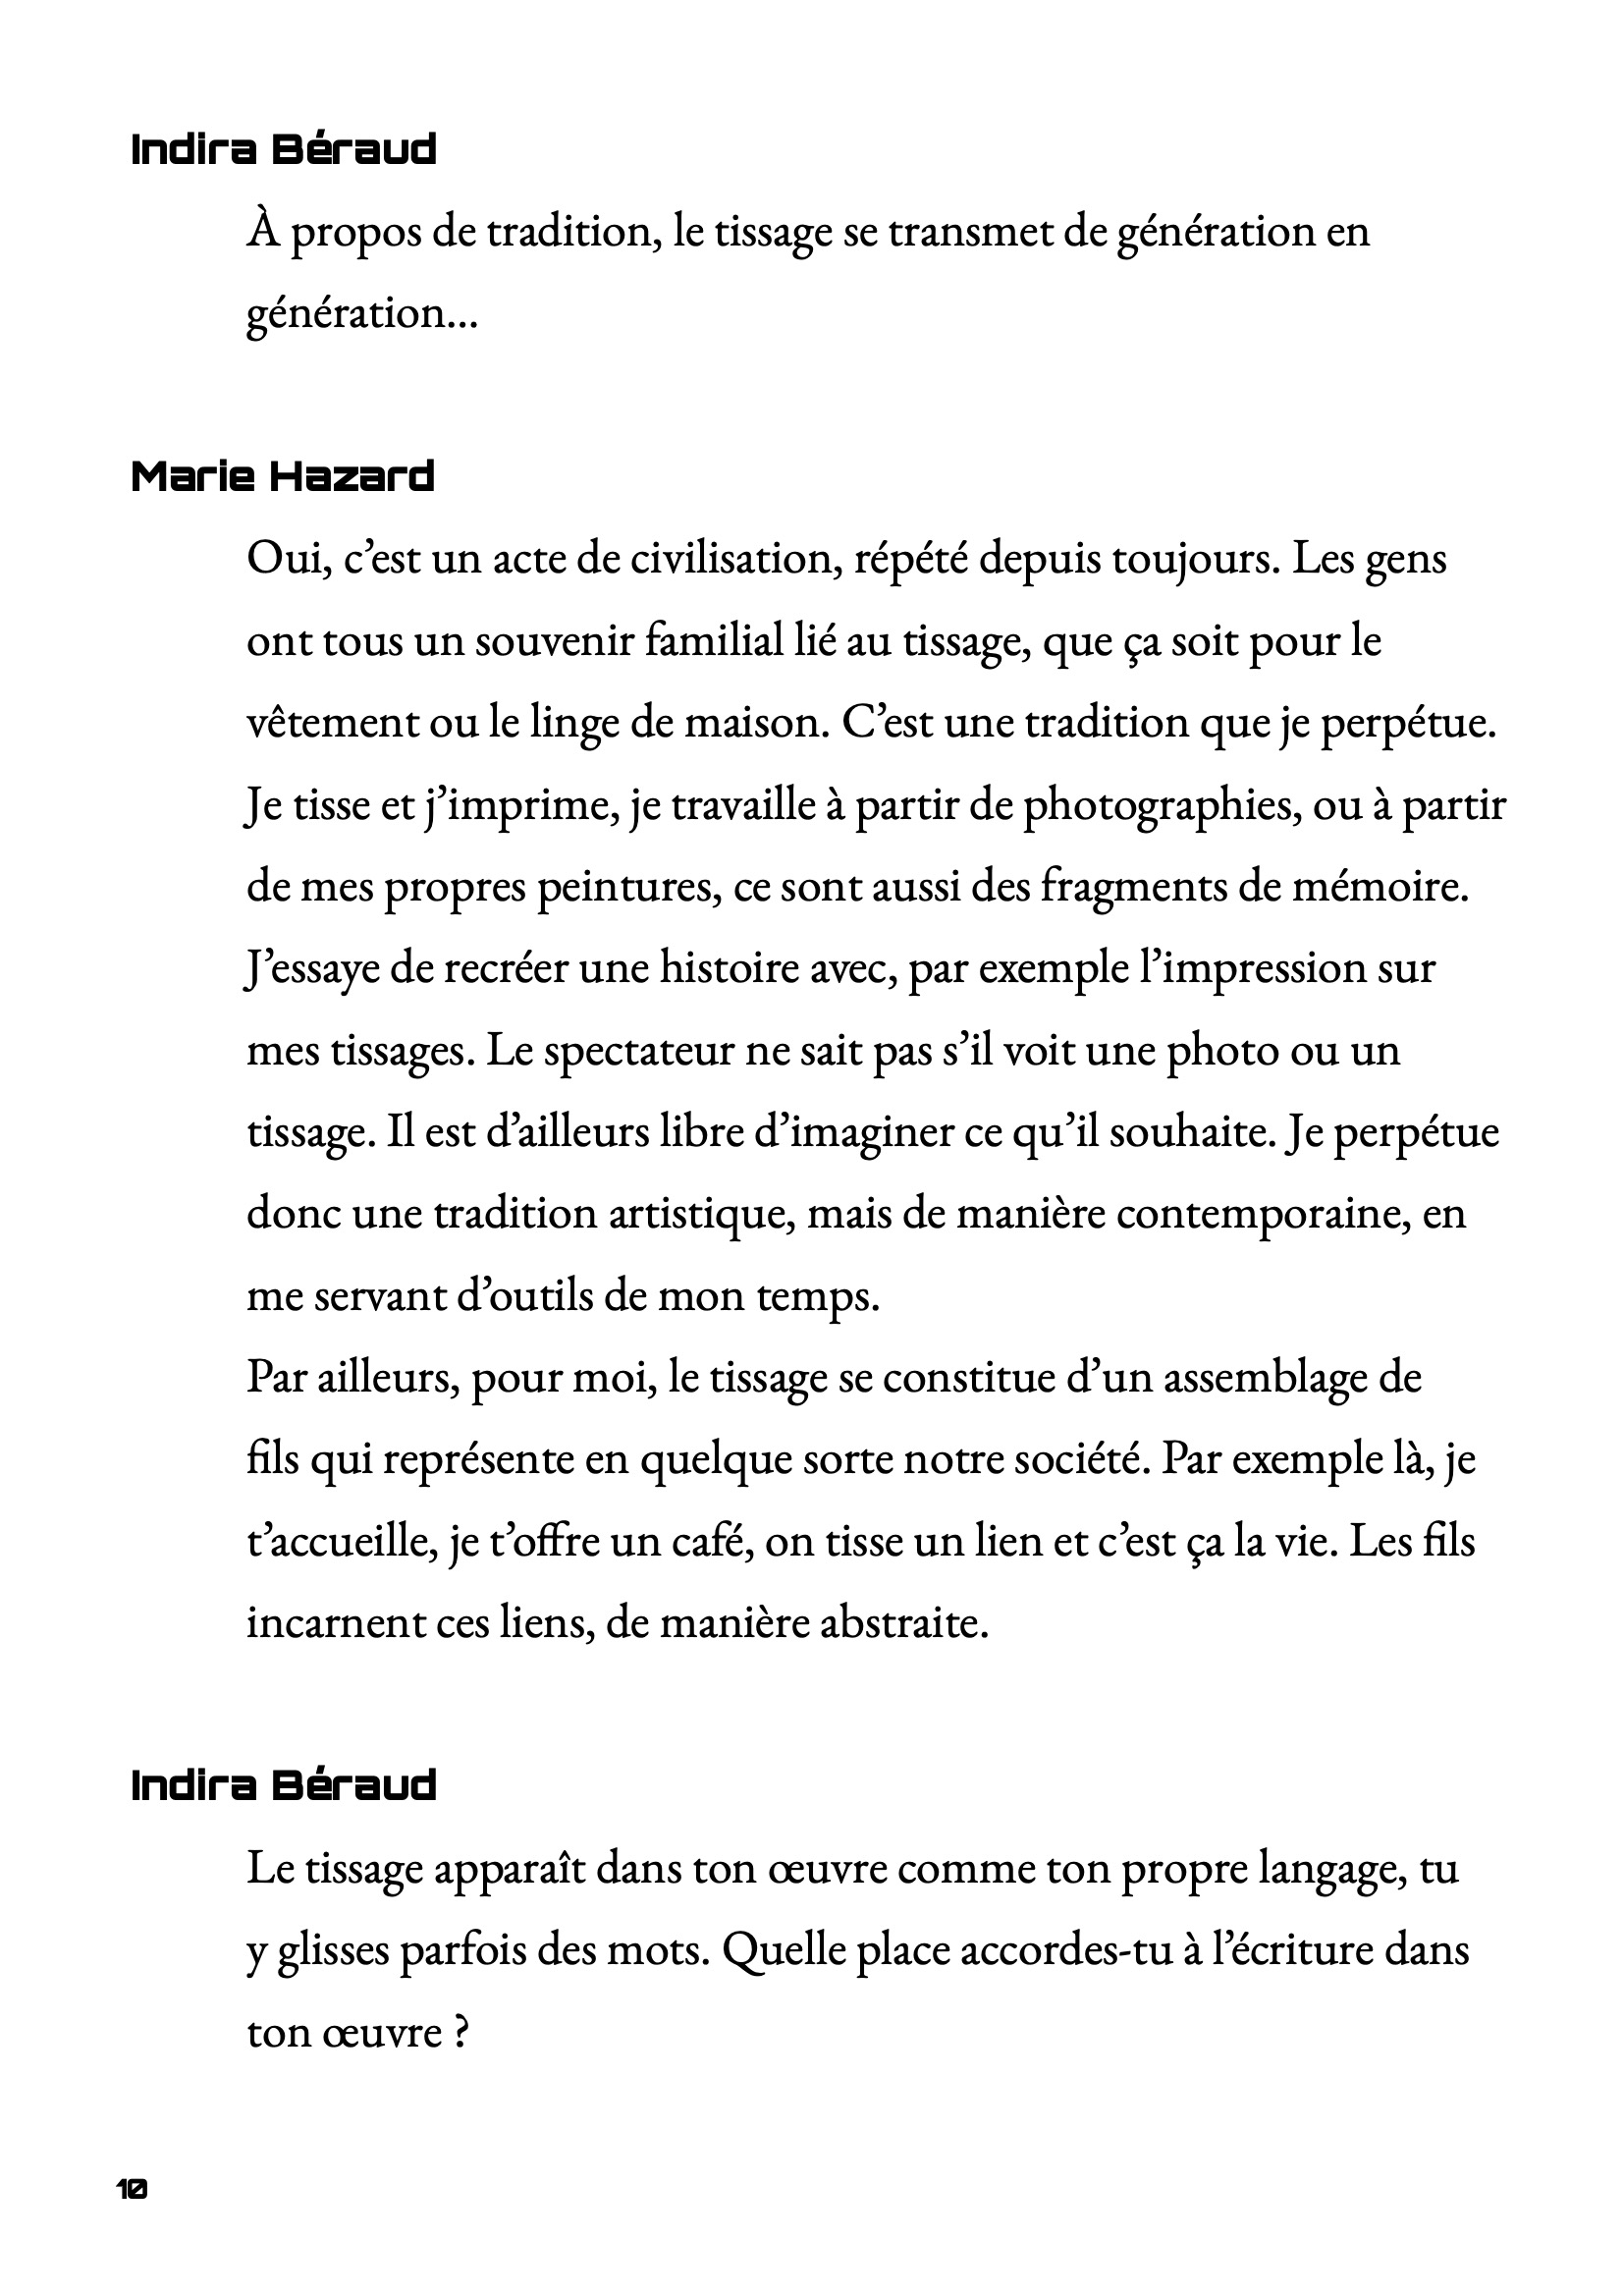 Indira Béraud
À propos de tradition, le tissage se transmet de génération en
génération...
Marie Hazard
Oui, c’est un acte de civilisation, répété depuis toujours. Les gens
ont tous un souvenir familial lié au tissage, que ça soit pour le
vêtement ou le linge de maison. C’est une tradition que je perpétue.
Je tisse et j’imprime, je travaille à partir de photographies, ou à partir
de mes propres peintures, ce sont aussi des fragments de mémoire.
J’essaye de recréer une histoire avec, par exemple l’impression sur
mes tissages. Le spectateur ne sait pas s’il voit une photo ou un
tissage. Il est d’ailleurs libre d’imaginer ce qu’il souhaite. Je perpétue
donc une tradition artistique, mais de manière contemporaine, en
me servant d’outils de mon temps.
Par ailleurs, pour moi, le tissage se constitue d’un assemblage de
fils qui représente en quelque sorte notre société. Par exemple là, je
t’accueille, je t’offre un café, on tisse un lien et c’est ça la vie. Les fils
incarnent ces liens, de manière abstraite.
Indira Béraud
Le tissage apparaît dans ton œuvre comme ton propre langage, tu
y glisses parfois des mots. Quelle place accordes-tu à l’écriture dans
ton œuvre ?
10